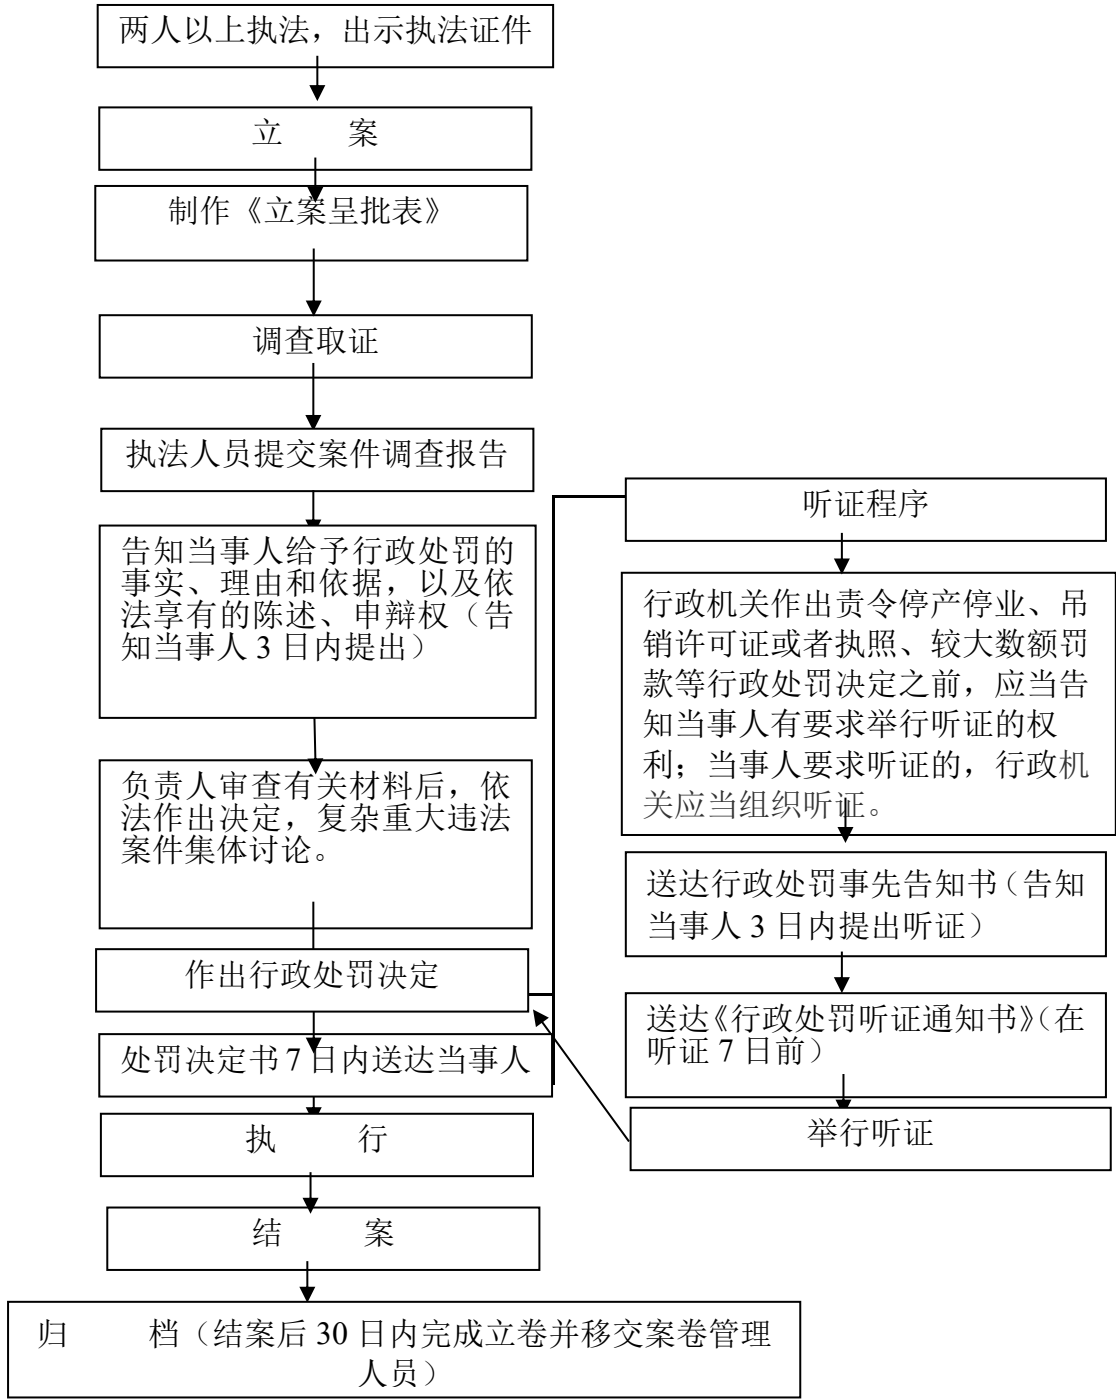 两人以上执法，出示执法证件
立 案
制作《立案呈批表》
调查取证
执法人员提交案件调查报告
告知当事人给予行政处罚的
事实、理由和依据，以及依
法享有的陈述、申辩权（告
知当事人 3 日内提出）
负责人审查有关材料后，依
法作出决定，复杂重大违法
案件集体讨论。
作出行政处罚决定
处罚决定书 7 日内送达当事人
执 行
结 案
归 档（结案后 30 日内完成立卷并移交案卷管理
人员）
听证程序
行政机关作出责令停产停业、吊
销许可证或者执照、较大数额罚
款等行政处罚决定之前，应当告
知当事人有要求举行听证的权
利；当事人要求听证的，行政机
关应当组织听证。
送达行政处罚事先告知书（告知
当事人 3 日内提出听证）
送达《行政处罚听证通知书》（在
听证 7 日前）
举行听证